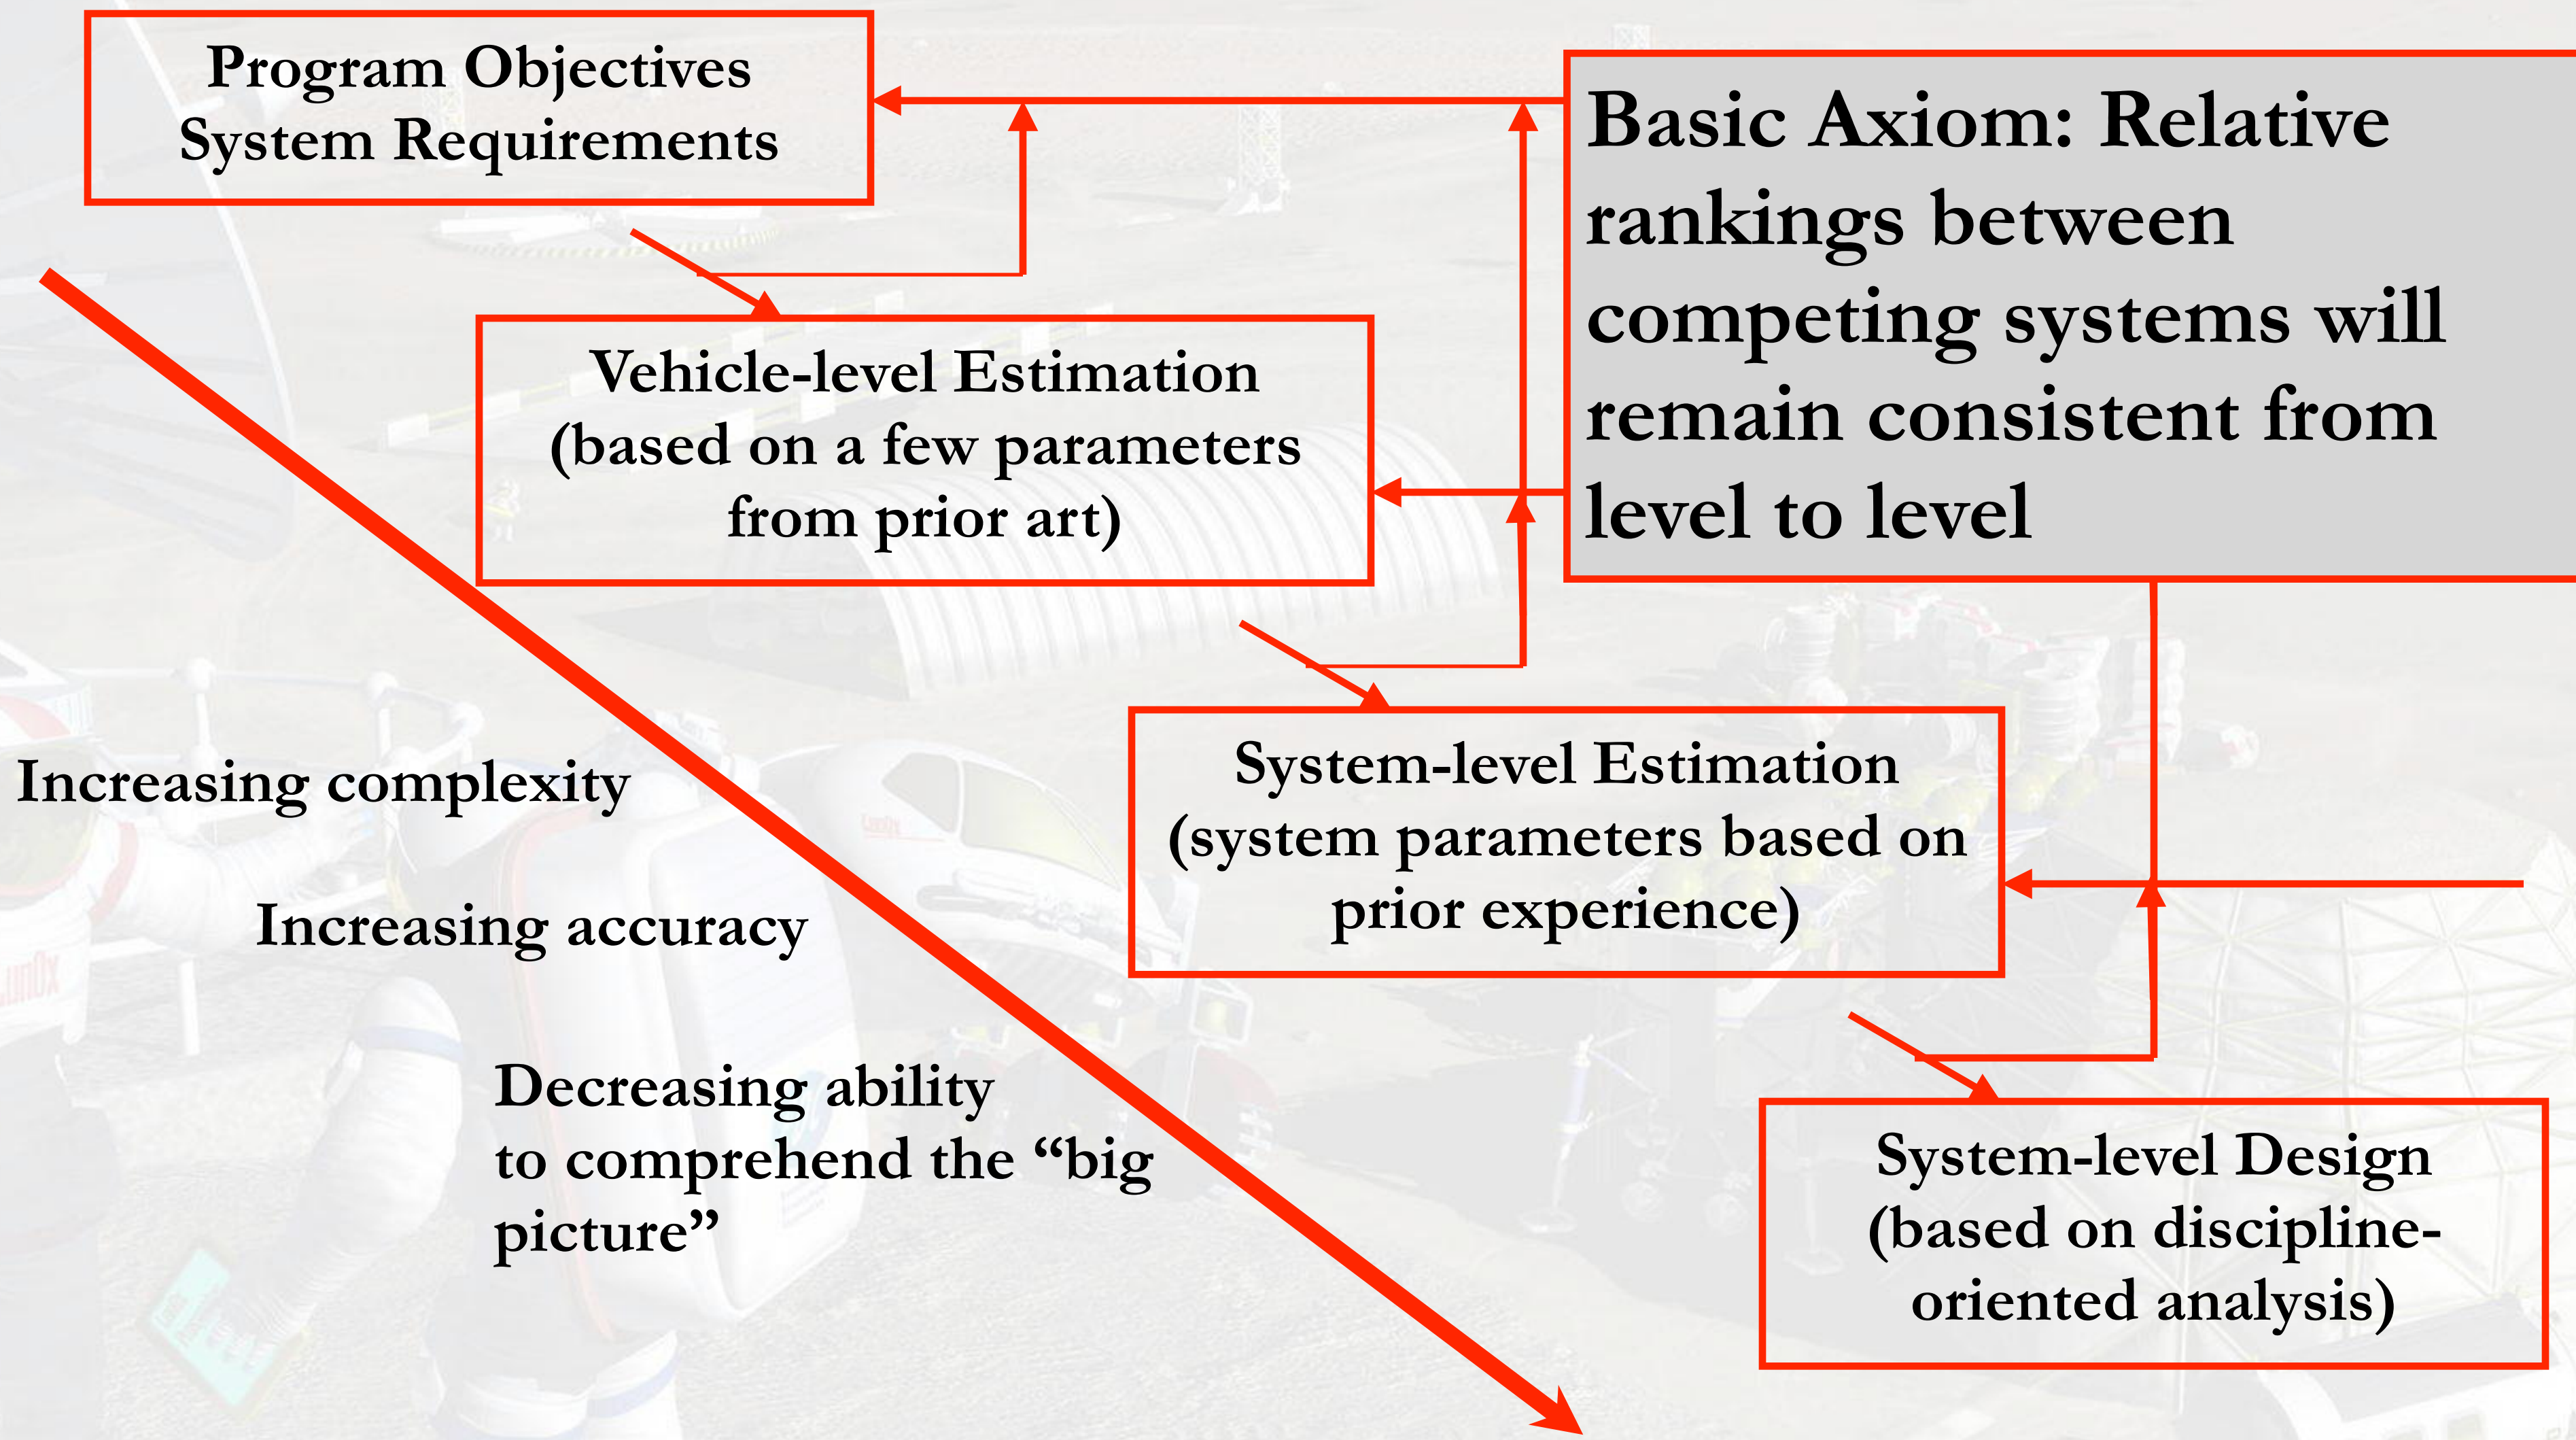 Program Objectives
System Requirements
Basic Axiom: Relative
rankings between
competing systems will
remain consistent from
level to level
Vehicle-level Estimation
(based on a few parameters
from prior art)
System-level Estimation
(system parameters based on
prior experience)
Increasing complexity
Increasing accuracy
Decreasing ability
to comprehend the “big
picture”
System-level Design
(based on discipline-
oriented analysis)